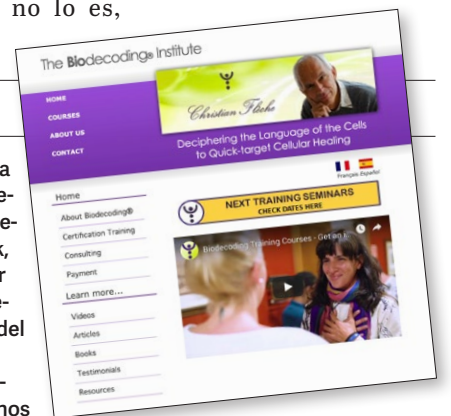 no lo es,
a
e-
e-
k,
r
e-
del
-
nos
The Biodecoding® Institute
HOME
COURSES
ABOUT US
CONTACT
Christian Flèche
Deciphering the Language of the Cells
to Quick-target Cellular Healing
Français Español
Home
About Biodecoding®
Certification Training
Consulting
Payment
Learn more...
Videos
Articles
Books
Testimonials
Resources
NEXT TRAINING SEMINARS
CHECK DATES HERE
Biodecoding Training Courses - Get an